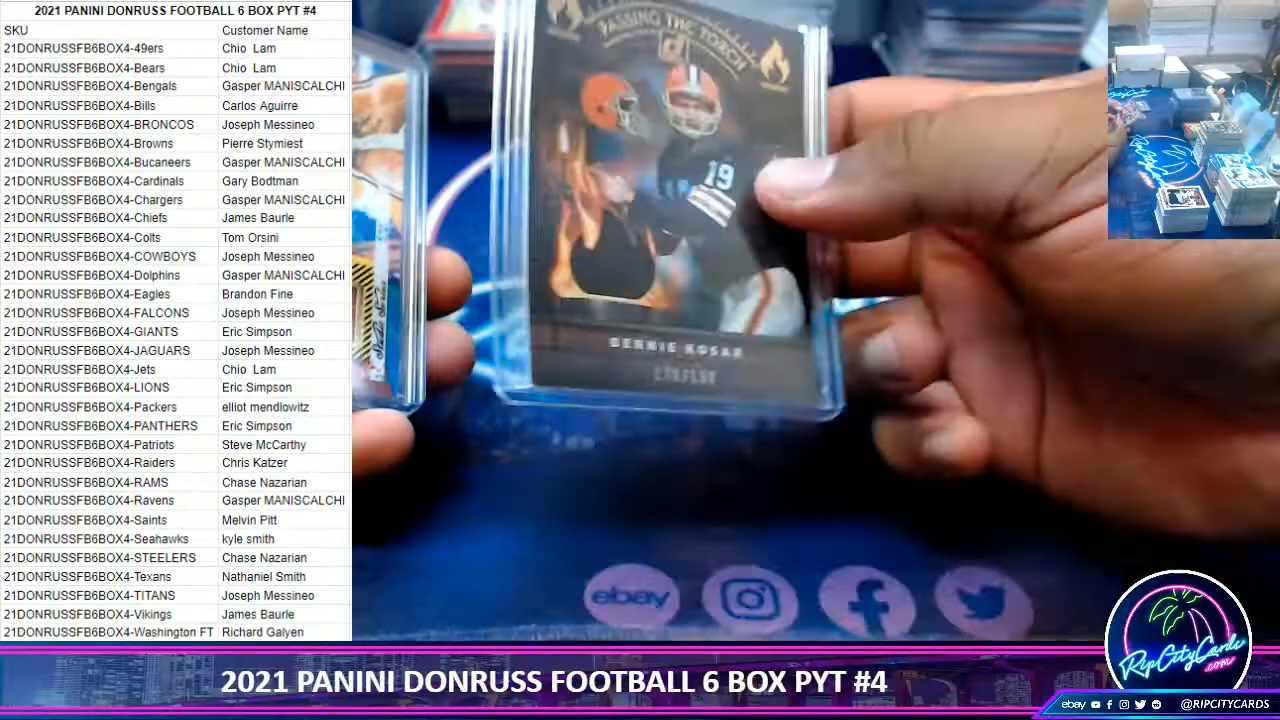 2021 PANINI DONRUSS FOOTBALL 6 BOX PYT #4
SKU Customer Name
21DONRUSSFB6BOX4-49ers Chio Lam
21DONRUSSFB6BOX4-Bears Chio Lam
21DONRUSSFB6BOX4-Bengals Gasper MANISCALCHI
21DONRUSSFB6BOX4-Bills Carlos Aguirre
21DONRUSSFB6BOX4-BRONCOS Joseph Messineo
21DONRUSSFB6BOX4-Browns Pierre Stymiest
21DONRUSSFB6BOX4-Bucaneers Gasper MANISCALCHI
21DONRUSSFB6BOX4-Cardinals Gary Bodtman
21DONRUSSFB6BOX4-Chargers Gasper MANISCALCHI
21DONRUSSFB6BOX4-Chiefs James Baurle
21DONRUSSFB6BOX4-Colts Tom Orsini
21DONRUSSFB6BOX4-COWBOYS Joseph Messineo
21DONRUSSFB6BOX4-Dolphins Gasper MANISCALCHI
21DONRUSSFB6BOX4-Eagles Brandon Fine
21DONRUSSFB6BOX4-FALCONS Joseph Messineo
21DONRUSSFB6BOX4-GIANTS Eric Simpson
21DONRUSSFB6BOX4-JAGUARS Joseph Messineo
21DONRUSSFB6BOX4-Jets Chio Lam
21DONRUSSFB6BOX4-LIONS Eric Simpson
21DONRUSSFB6BOX4-Packers elliot mendlowitz
21DONRUSSFB6BOX4-PANTHERS Eric Simpson
21DONRUSSFB6BOX4-Patriots Steve McCarthy
21DONRUSSFB6BOX4-Raiders Chris Katzer
21DONRUSSFB6BOX4-RAMS Chase Nazarian
21DONRUSSFB6BOX4-Ravens Gasper MANISCALCHI
21DONRUSSFB6BOX4-Saints Melvin Pitt
21DONRUSSFB6BOX4-Seahawks kyle smith
21DONRUSSFB6BOX4-STEELERS Chase Nazarian
21DONRUSSFB6BOX4-Texans Nathaniel Smith
21DONRUSSFB6BOX4-TITANS Joseph Messineo
21DONRUSSFB6BOX4-Vikings James Baurle
21DONRUSSFB6BOX4-Washington FT Richard Galyen
PASSING THE TORCH
19
BERNIE KOSAR
ebay
2021 PANINI DONRUSS FOOTBALL 6 BOX PYT #4
RipCityCards
.com
ebay @RIPCITYCARDS